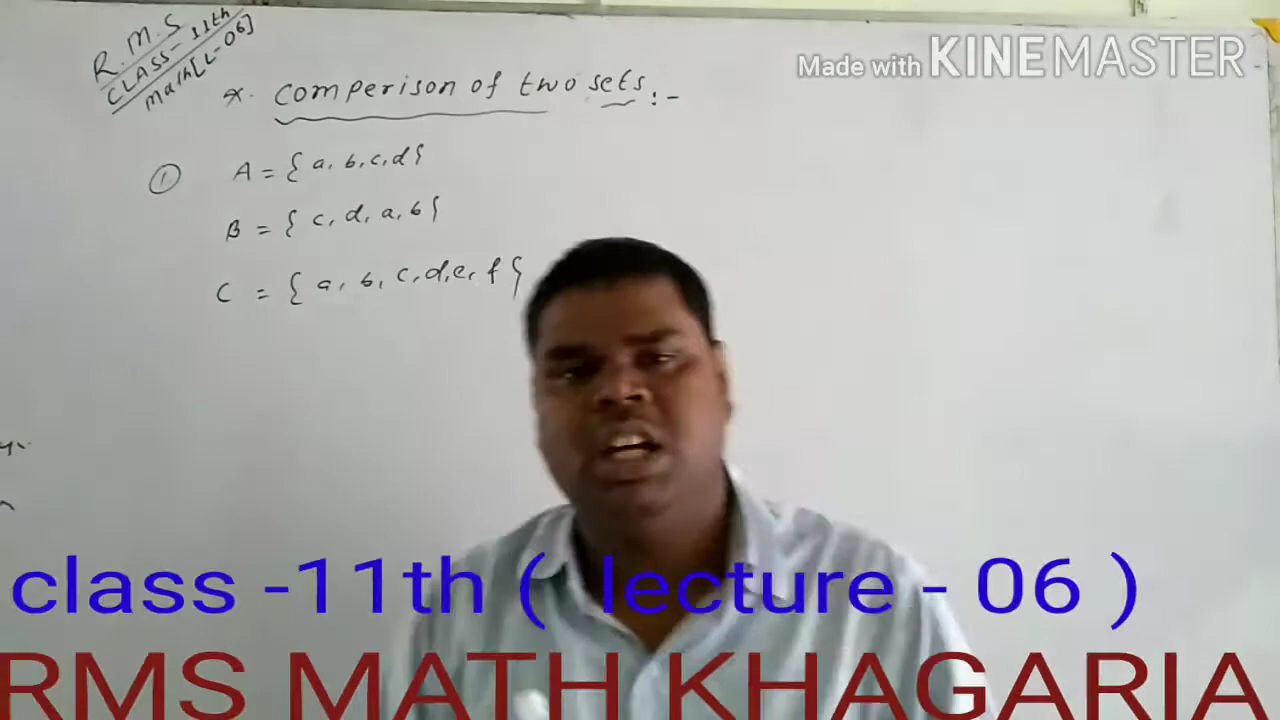 R.M.S
CLASS-11th
math[L-06]
Made with KINEMASTER
*. Comperison of two sets :-
① A = { a, b, c, d }
B = { c, d, a, b }
C = { a, b, c, d, e, f }
class -11th ( lecture - 06 )
RMS MATH KHAGARIA